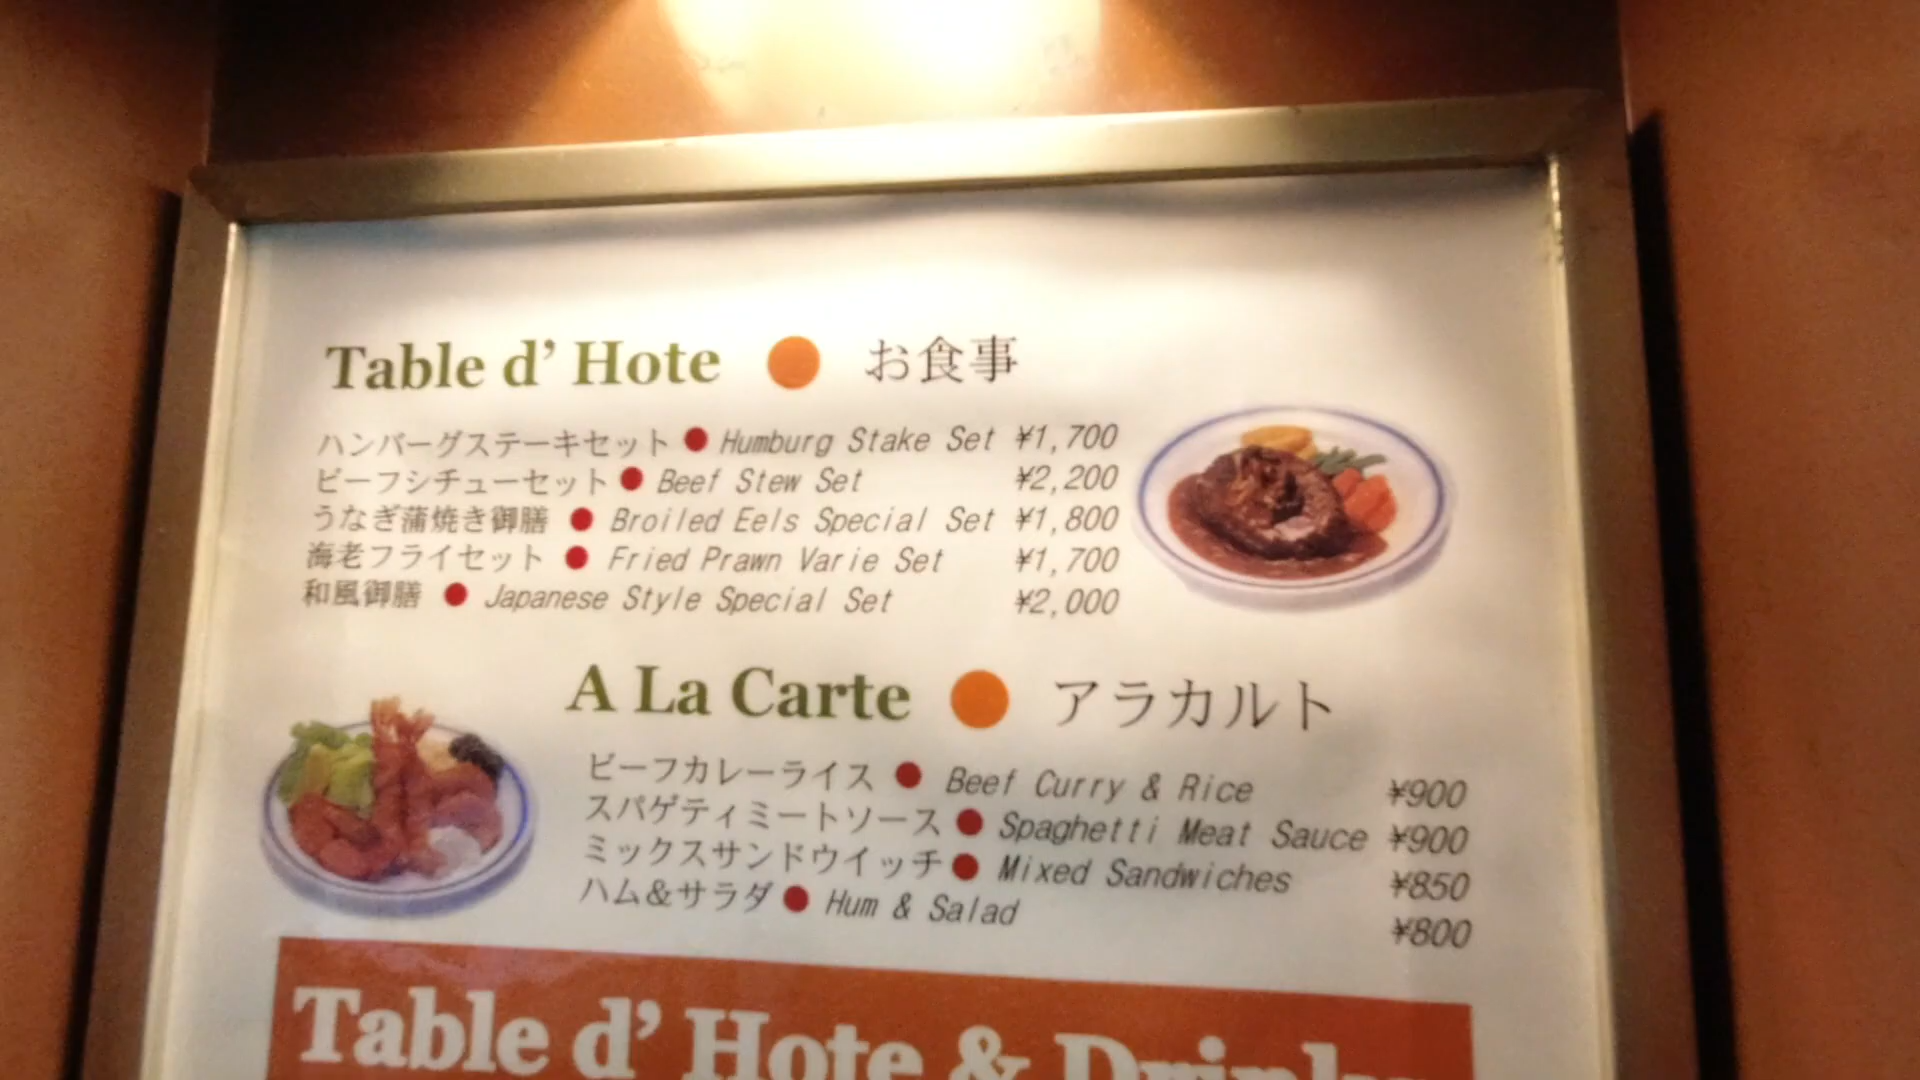 Table d' Hote ● お食事
ハンバーグステーキセット ● Humburg Stake Set ¥1,700
ビーフシチューセット ● Beef Stew Set ¥2,200
うなぎ蒲焼き御膳 ● Broiled Eels Special Set ¥1,800
海老フライセット ● Fried Prawn Varie Set ¥1,700
和風御膳 ● Japanese Style Special Set ¥2,000
A La Carte ● アラカルト
ビーフカレーライス ● Beef Curry & Rice ¥900
スパゲティミートソース ● Spaghetti Meat Sauce ¥900
ミックスサンドウイッチ ● Mixed Sandwiches ¥850
ハム&サラダ ● Hum & Salad ¥800
Table d' Hote & Drinks